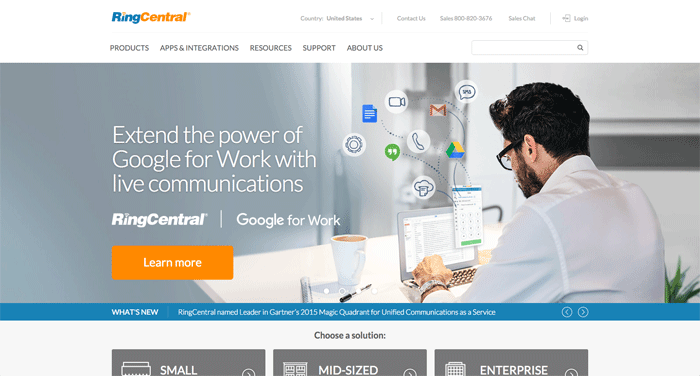 RingCentral®
Country: United States
Contact Us
Sales 800-820-3676
Sales Chat
Login
PRODUCTS
APPS & INTEGRATIONS
RESOURCES
SUPPORT
ABOUT US
SMS
Extend the power of
Google for Work with
live communications
RingCentral® | Google for Work
Learn more
WHAT'S NEW
RingCentral named Leader in Gartner's 2015 Magic Quadrant for Unified Communications as a Service
Choose a solution:
SMALL
MID-SIZED
ENTERPRISE